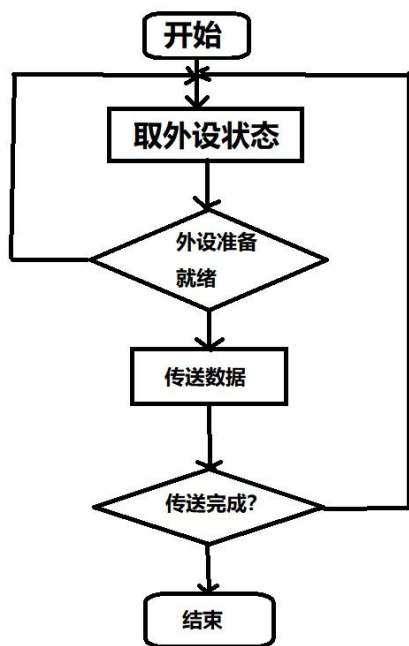 开始
取外设状态
外设准备
就绪
传送数据
传送完成?
结束